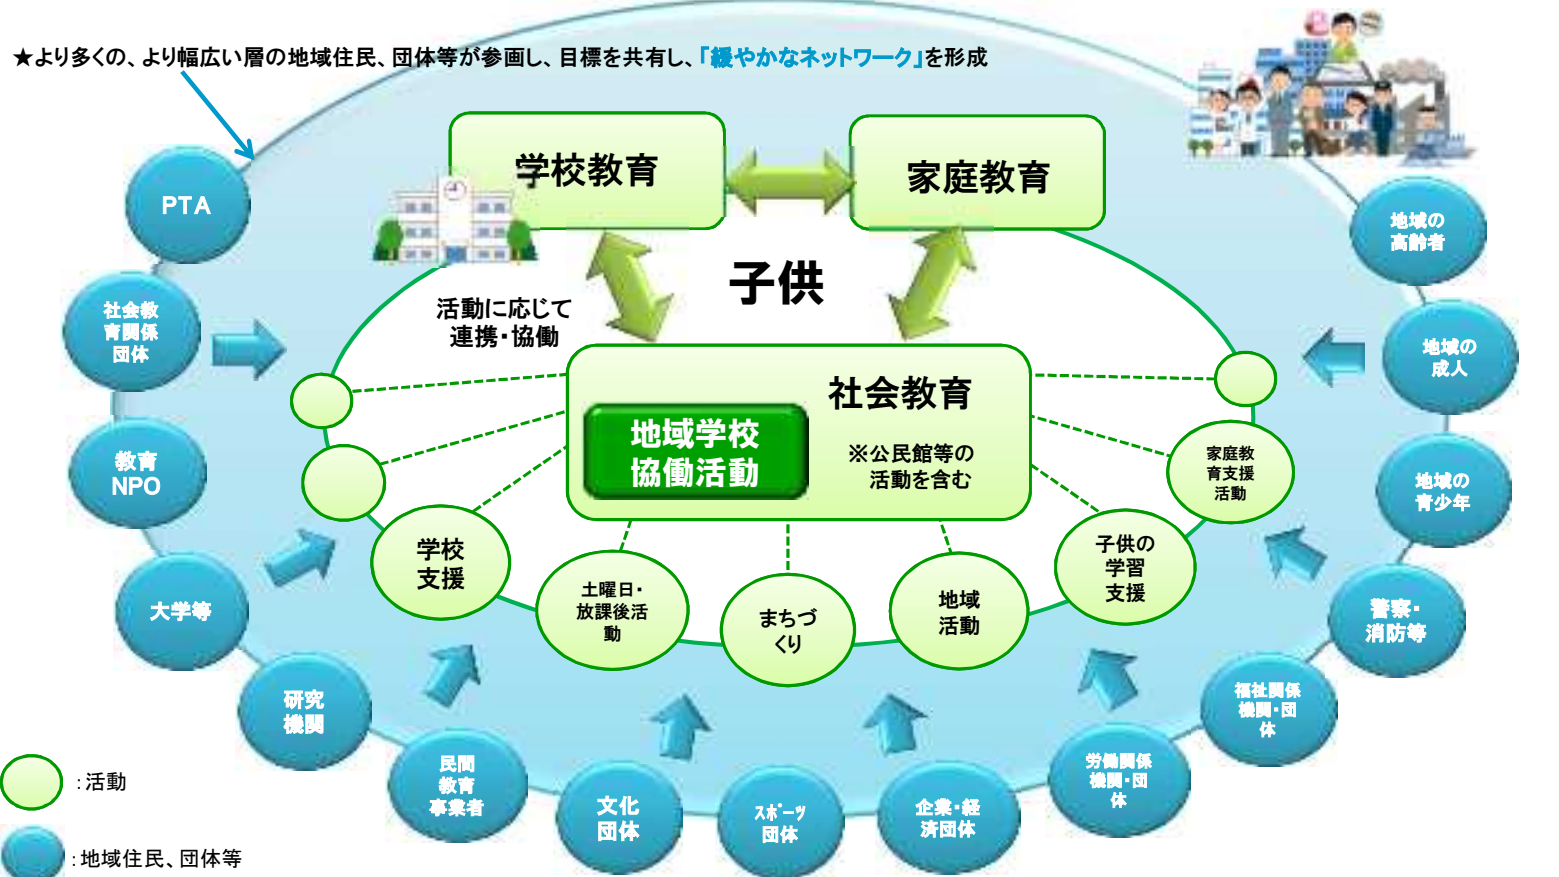 ★より多くの、より幅広い層の地域住民、団体等が参画し、目標を共有し、「緩やかなネットワーク」を形成
学校教育
家庭教育
子供
活動に応じて
連携・協働
社会教育
地域学校
協働活動
※公民館等の
活動を含む
学校
支援
土曜日・
放課後活
動
まちづ
くり
地域
活動
子供の
学習
支援
家庭教
育支援
活動
PTA
社会教
育関係
団体
教育
NPO
大学等
研究
機関
民間
教育
事業者
文化
団体
スポーツ
団体
企業・経
済団体
労働関係
機関・団
体
福祉関係
機関・団
体
警察・
消防等
地域の
青少年
地域の
成人
地域の
高齢者
：活動
：地域住民、団体等